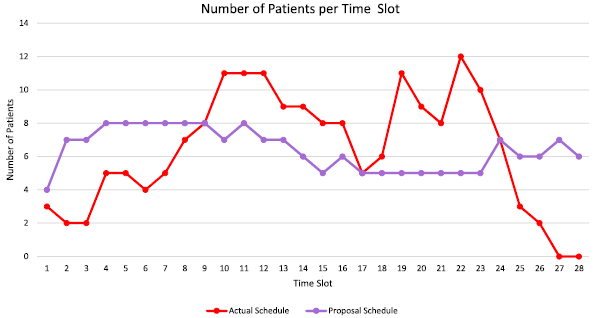 Number of Patients per Time Slot
14
12
10
8
6
4
2
0
Number of Patients
1 2 3 4 5 6 7 8 9 10 11 12 13 14 15 16 17 18 19 20 21 22 23 24 25 26 27 28
Time Slot
Actual Schedule Proposal Schedule